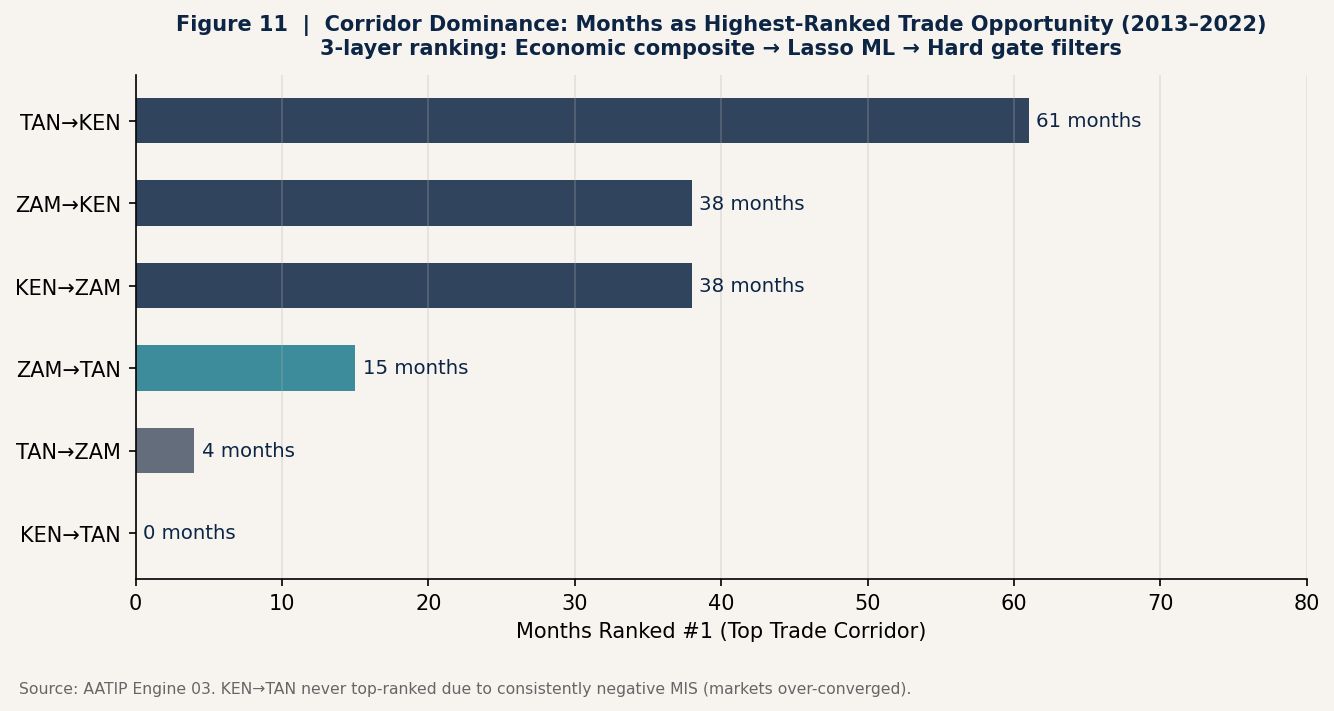 Figure 11 | Corridor Dominance: Months as Highest-Ranked Trade Opportunity (2013–2022)
3-layer ranking: Economic composite → Lasso ML → Hard gate filters
TAN→KEN 61 months
ZAM→KEN 38 months
KEN→ZAM 38 months
ZAM→TAN 15 months
TAN→ZAM 4 months
KEN→TAN 0 months
0 10 20 30 40 50 60 70 80
Months Ranked #1 (Top Trade Corridor)
Source: AATIP Engine 03. KEN→TAN never top-ranked due to consistently negative MIS (markets over-converged).